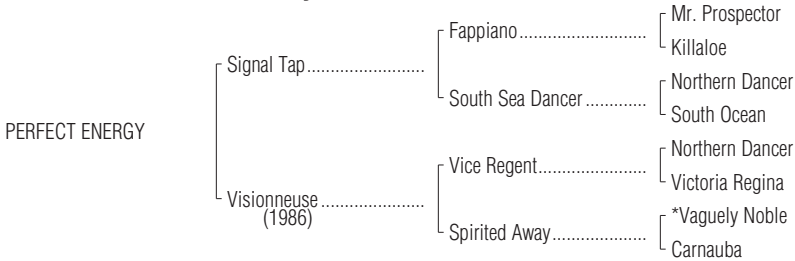 Mr. Prospector
Fappiano
Killaloe
Signal Tap
Northern Dancer
South Sea Dancer
South Ocean
PERFECT ENERGY
Northern Dancer
Vice Regent
Victoria Regina
Visionneuse
(1986)
*Vaguely Noble
Spirited Away
Carnauba